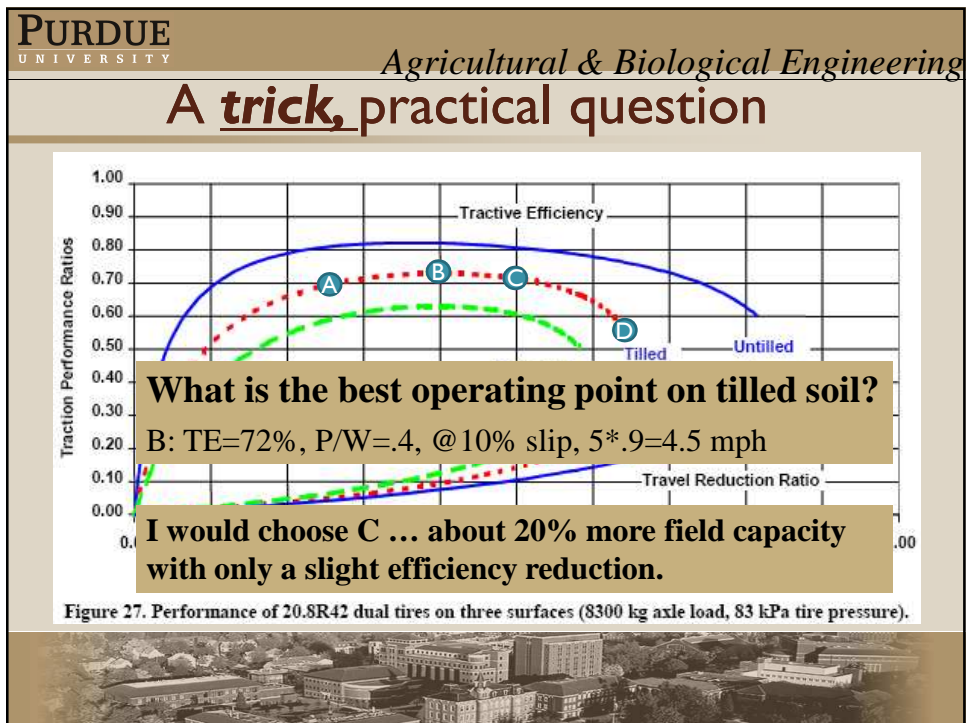 PURDUE
UNIVERSITY
Agricultural & Biological Engineering
A trick, practical question
1.00
0.90
Tractive Efficiency
0.80
0.70
A
B
C
0.60
D
0.50
Tilled
Untilled
0.40
What is the best operating point on tilled soil?
0.30
B: TE=72%, P/W=.4, @10% slip, 5*.9=4.5 mph
0.20
0.10
Travel Reduction Ratio
0.00
Traction Performance Ratios
I would choose C … about 20% more field capacity
with only a slight efficiency reduction.
Figure 27. Performance of 20.8R42 dual tires on three surfaces (8300 kg axle load, 83 kPa tire pressure).